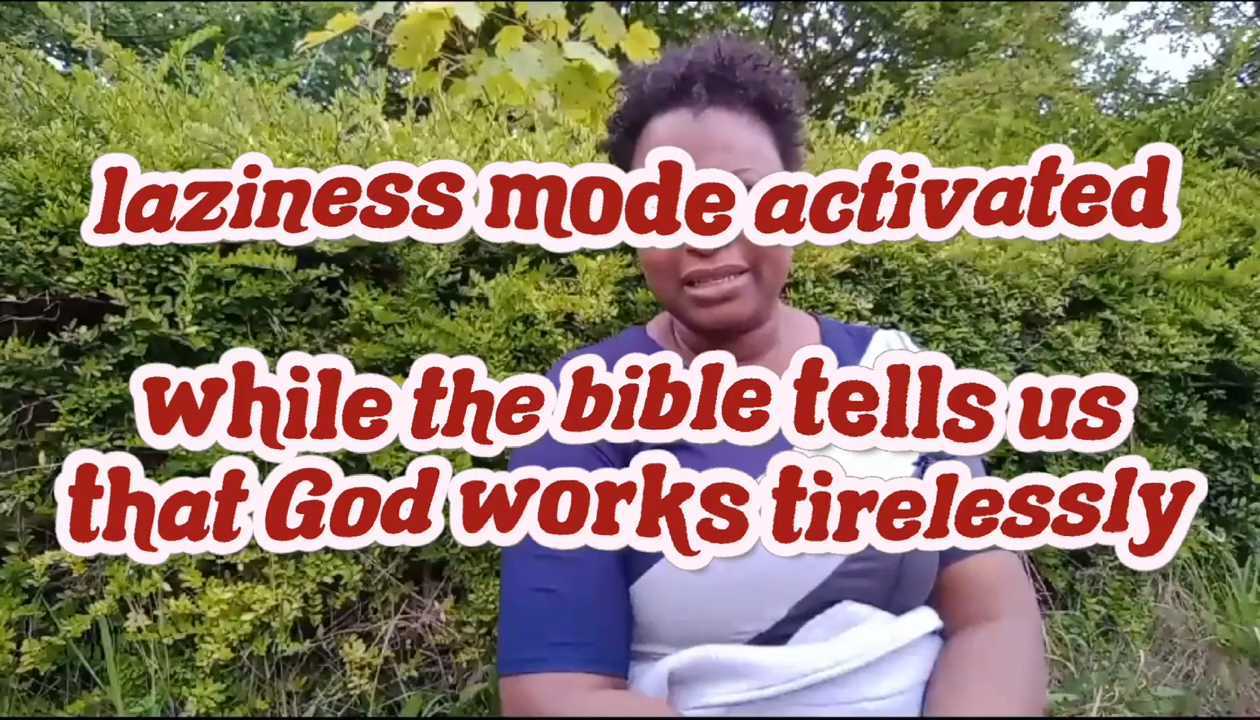 laziness mode activated
while the bible tells us
that God works tirelessly